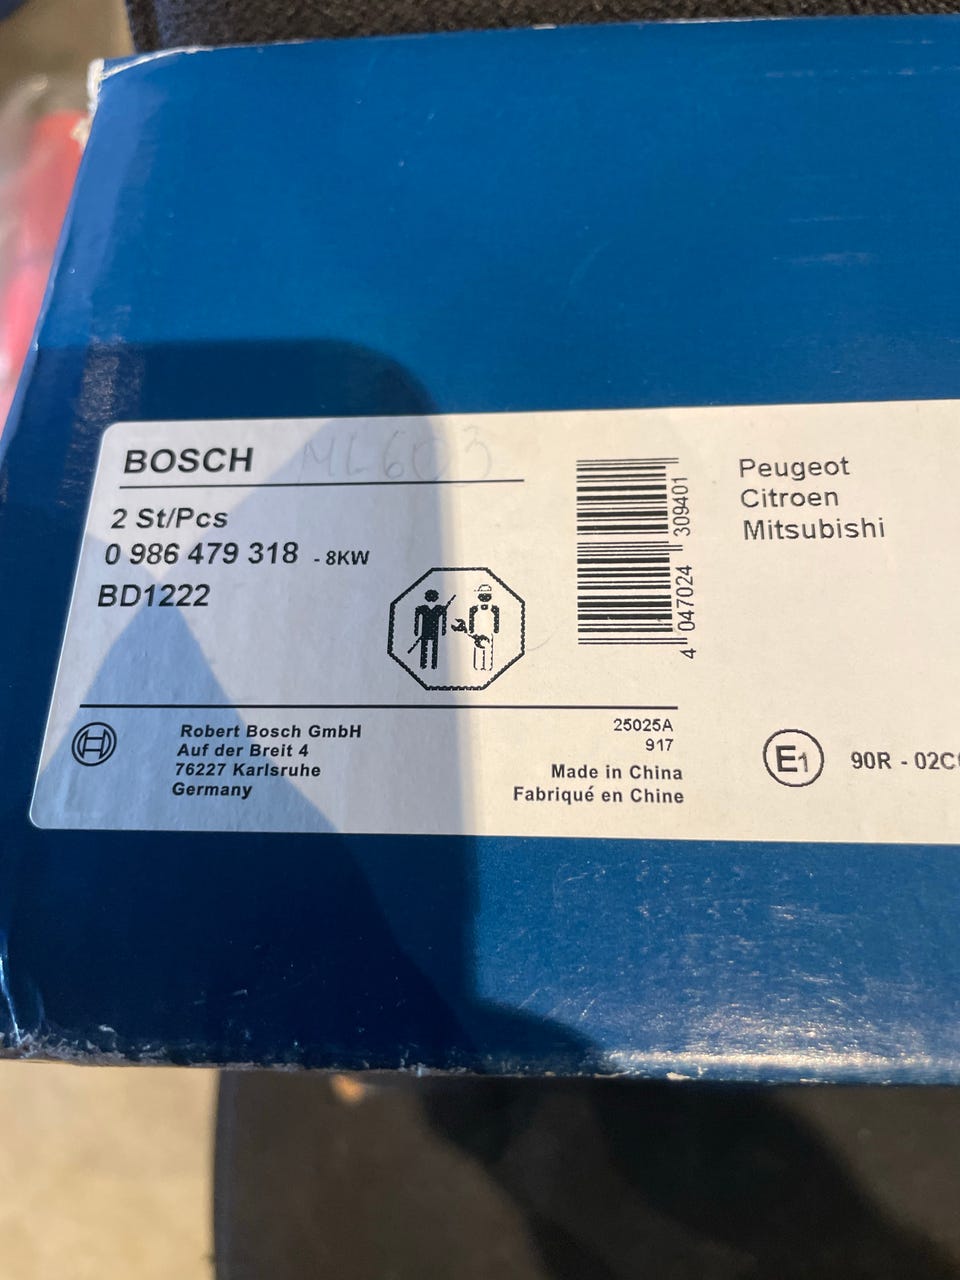 BOSCH
ML603
2 St/Pcs
0 986 479 318 - 8KW
BD1222
4 047024 309401
Peugeot
Citroen
Mitsubishi
Robert Bosch GmbH
Auf der Breit 4
76227 Karlsruhe
Germany
25025A
917
Made in China
Fabriqué en Chine
E1
90R - 02C